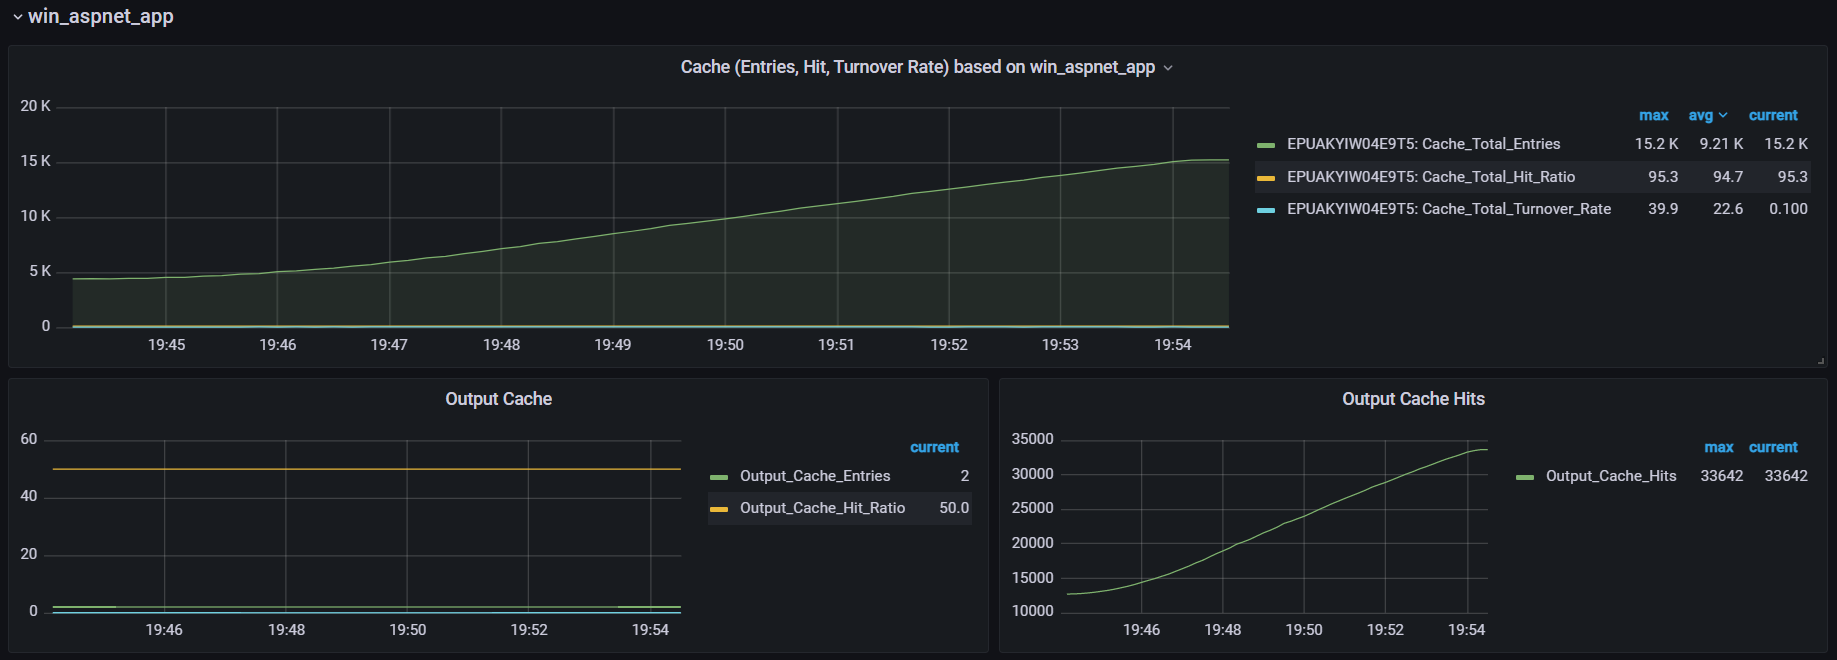 win_aspnet_app
Cache (Entries, Hit, Turnover Rate) based on win_aspnet_app
20 K
15 K
10 K
5 K
0
19:45 19:46 19:47 19:48 19:49 19:50 19:51 19:52 19:53 19:54
max avg current
EPUAKYIW04E9T5: Cache_Total_Entries 15.2 K 9.21 K 15.2 K
EPUAKYIW04E9T5: Cache_Total_Hit_Ratio 95.3 94.7 95.3
EPUAKYIW04E9T5: Cache_Total_Turnover_Rate 39.9 22.6 0.100
Output Cache
60
40
20
0
19:46 19:48 19:50 19:52 19:54
current
Output_Cache_Entries 2
Output_Cache_Hit_Ratio 50.0
Output Cache Hits
35000
30000
25000
20000
15000
10000
19:46 19:48 19:50 19:52 19:54
max current
Output_Cache_Hits 33642 33642